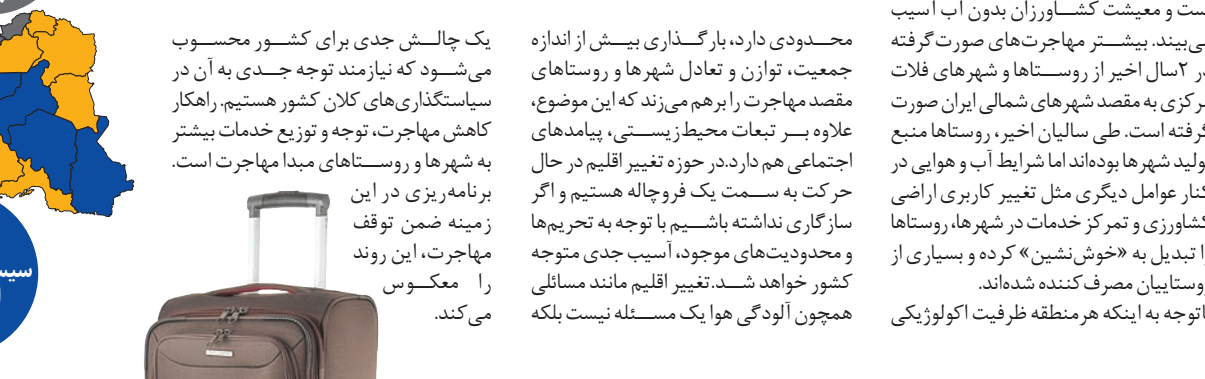 معیشت کشاورزان بدون آب آسیب
می‌بیند. بیشتر مهاجرت‌های صورت گرفته
در ۲سال اخیر از روستاها و شهرهای فلات
مرکزی به مقصد شهرهای شمالی ایران صورت
گرفته است. طی سالیان اخیر، روستاها منبع
تولید شهرها بوده‌اند اما شرایط آب و هوایی در
کنار عوامل دیگری مثل تغییر کاربری اراضی
کشاورزی و تمرکز خدمات در شهرها، روستاها
را تبدیل به «خوش‌نشین» کرده و بسیاری از
روستاییان مصرف‌کننده شده‌اند.
باتوجه به اینکه هرمنطقه ظرفیت اکولوژیکی
محدودی دارد، بارگذاری بیش از اندازه
جمعیت، توازن و تعادل شهرها و روستاهای
مقصد مهاجرت را برهم می‌زند که این موضوع،
علاوه بر تبعات محیط‌زیستی، پیامدهای
اجتماعی هم دارد.در حوزه تغییر اقلیم در حال
حرکت به سمت یک فروچاله هستیم و اگر
سازگاری نداشته باشیم با توجه به تحریم‌ها
و محدودیت‌های موجود، آسیب جدی متوجه
کشور خواهد شد.تغییر اقلیم مانند مسائلی
همچون آلودگی هوا یک مسئله نیست بلکه
یک چالش جدی برای کشور محسوب
می‌شود که نیازمند توجه جدی به آن در
سیاستگذاری‌های کلان کشور هستیم. راهکار
کاهش مهاجرت، توجه و توزیع خدمات بیشتر
به شهرها و روستاهای مبدا مهاجرت است.
برنامه‌ریزی در این
زمینه ضمن توقف
مهاجرت، این روند
را معکوس
می‌کند.